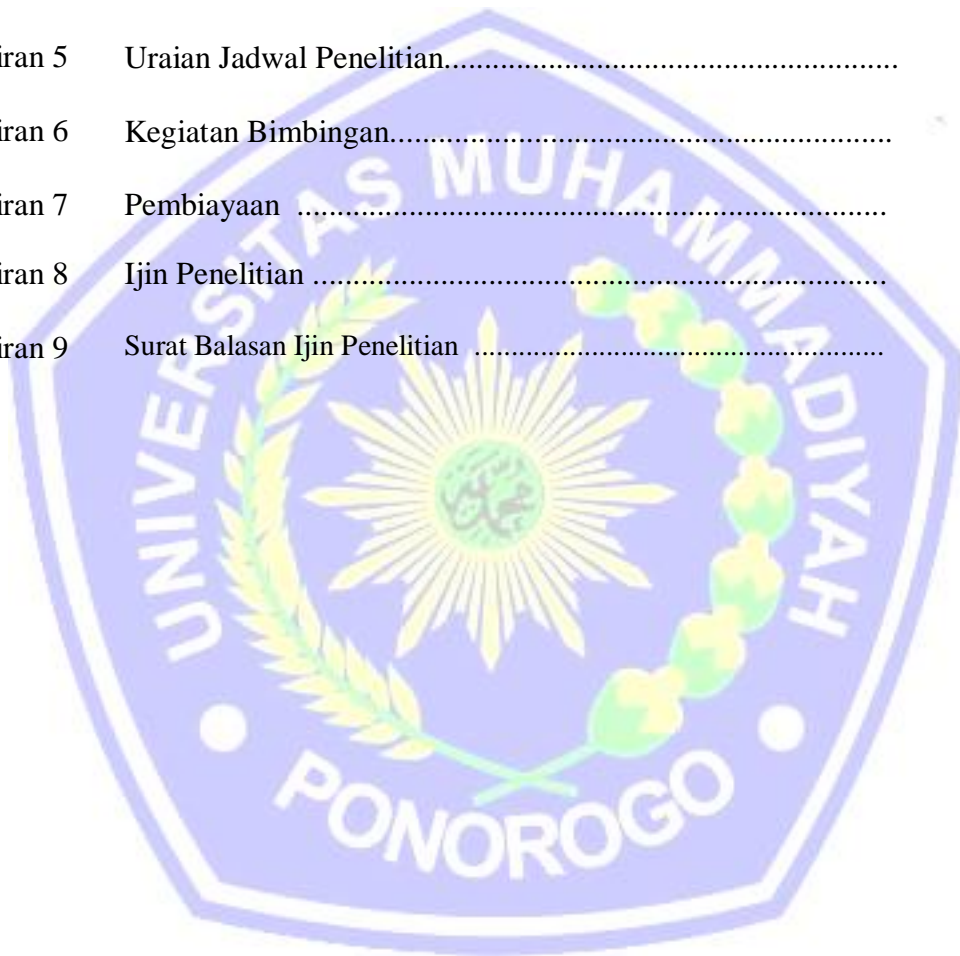 iran 5 Uraian Jadwal Penelitian........................................................
iran 6 Kegiatan Bimbingan..............................................................
iran 7 Pembiayaan ........................................................................
iran 8 Ijin Penelitian ......................................................................
iran 9 Surat Balasan Ijin Penelitian ....................................................
UNIVERSITAS MUHAMMADIYAH
PONOROGO